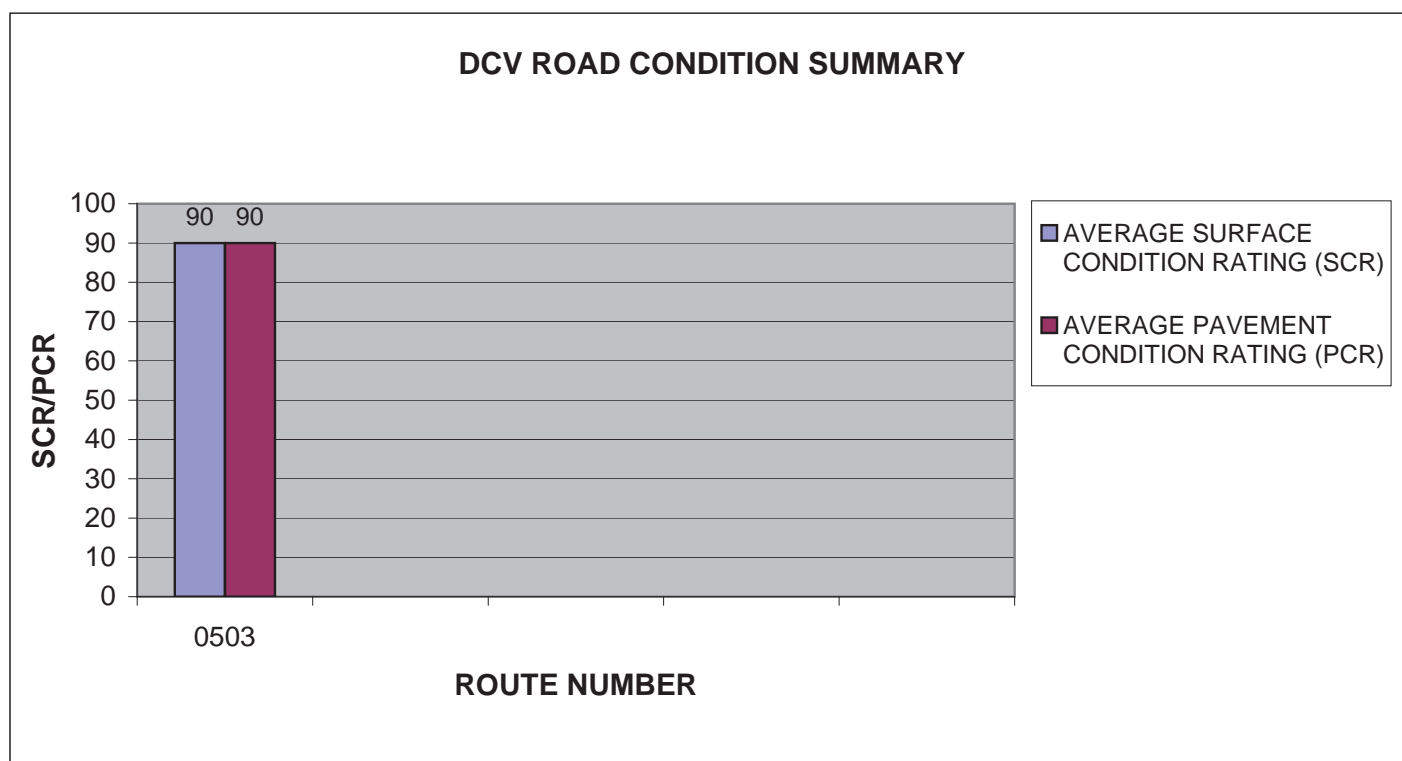 DCV ROAD CONDITION SUMMARY
100
90
80
70
60
50
40
30
20
10
0
SCR/PCR
90 90
0503
ROUTE NUMBER
AVERAGE SURFACE
CONDITION RATING (SCR)
AVERAGE PAVEMENT
CONDITION RATING (PCR)